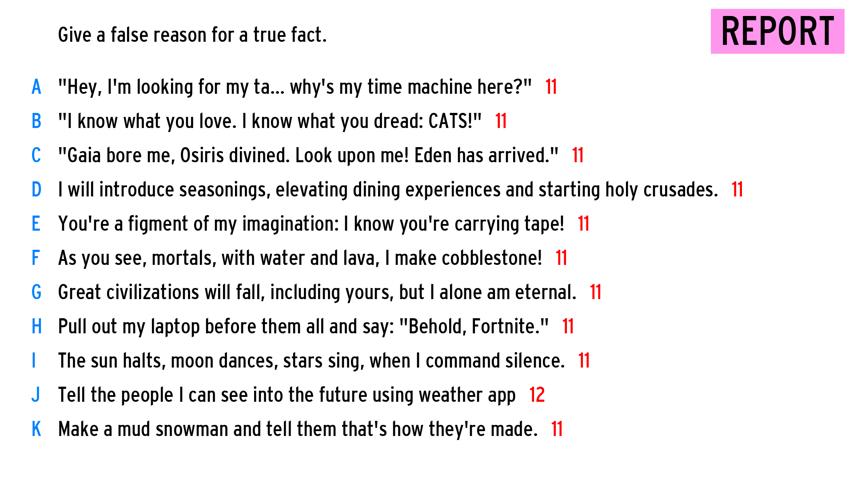 Give a false reason for a true fact.
REPORT
A "Hey, I'm looking for my ta... why's my time machine here?" 11
B "I know what you love. I know what you dread: CATS!" 11
C "Gaia bore me, Osiris divined. Look upon me! Eden has arrived." 11
D I will introduce seasonings, elevating dining experiences and starting holy crusades. 11
E You're a figment of my imagination: I know you're carrying tape! 11
F As you see, mortals, with water and lava, I make cobblestone! 11
G Great civilizations will fall, including yours, but I alone am eternal. 11
H Pull out my laptop before them all and say: "Behold, Fortnite." 11
I The sun halts, moon dances, stars sing, when I command silence. 11
J Tell the people I can see into the future using weather app 12
K Make a mud snowman and tell them that's how they're made. 11